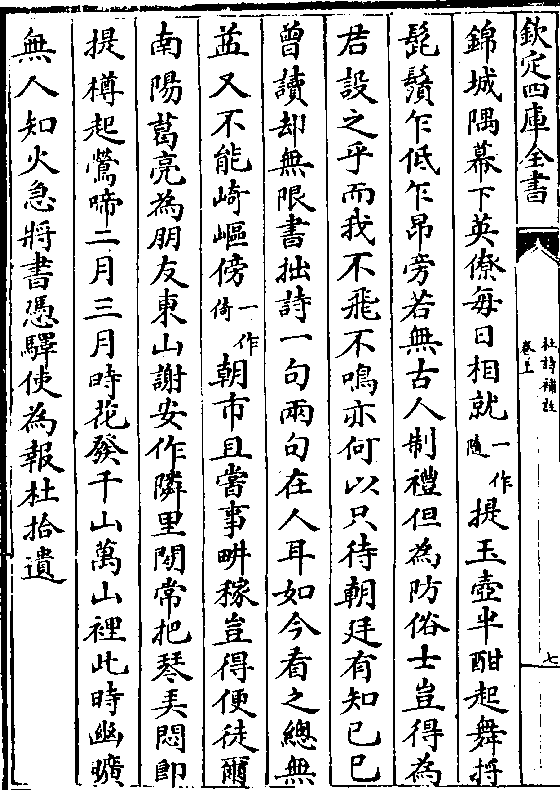 欽定四庫全書
杜詩補註
卷上
七
錦城隅幕下英僚每日相就一作隨提玉壺半酣起舞捋
髭鬚乍低乍昂旁若無古人制禮但為防俗士豈得為
君設之乎而我不飛不鳴亦何以只待朝廷有知已已
曾讀却無限書拙詩一句兩句在人耳如今看之總無
益又不能崎嶇傍一作倚朝市且當事畊稼豈得便徒爾
南陽葛亮為朋友東山謝安作隣里閒常把琴弄悶即
提樽起鶯啼二月三月時花發千山萬山裡此時幽曠
無人知火急將書憑驛使為報杜拾遺